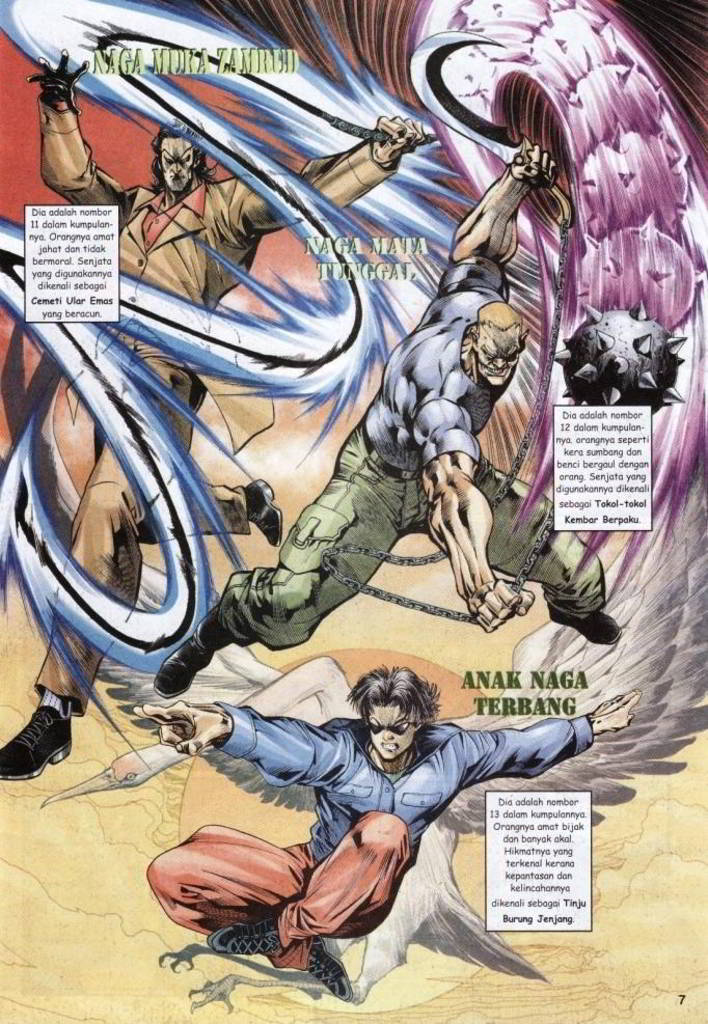 NAGA MUKA ZAMRUD
Dia adalah nombor
11 dalam kumpulan-
nya. Orangnya amat
jahat dan tidak
bermoral. Senjata
yang digunakannya
dikenali sebagai
Cemeti Ular Emas
yang beracun.
NAGA MATA
TUNGGAL
Dia adalah nombor
12 dalam kumpulan-
nya. orangnya seperti
kera sumbang dan
benci bergaul dengan
orang. Senjata yang
digunakannya dikenali
sebagai Tokol-tokol
Kembar Berpaku.
ANAK NAGA
TERBANG
Dia adalah nombor
13 dalam kumpulannya.
Orangnya amat bijak
dan banyak akal.
Hikmatnya yang
terkenal kerana
kepantasan dan
kelincahannya
dikenali sebagai Tinju
Burung Jenjang.
7